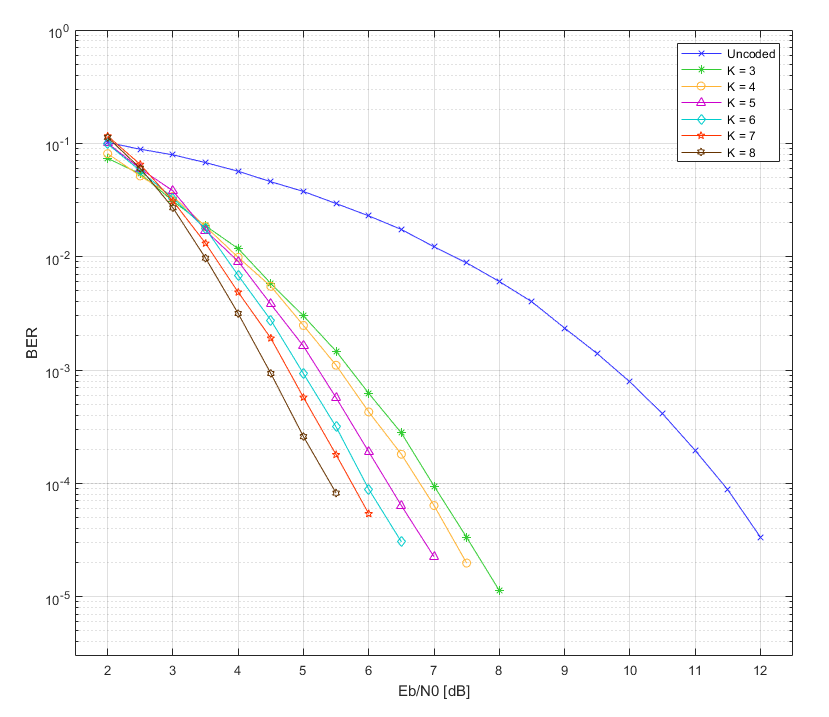 10^0
10^-1
10^-2
10^-3
10^-4
10^-5
BER
Uncoded
K = 3
K = 4
K = 5
K = 6
K = 7
K = 8
2 3 4 5 6 7 8 9 10 11 12
Eb/N0 [dB]